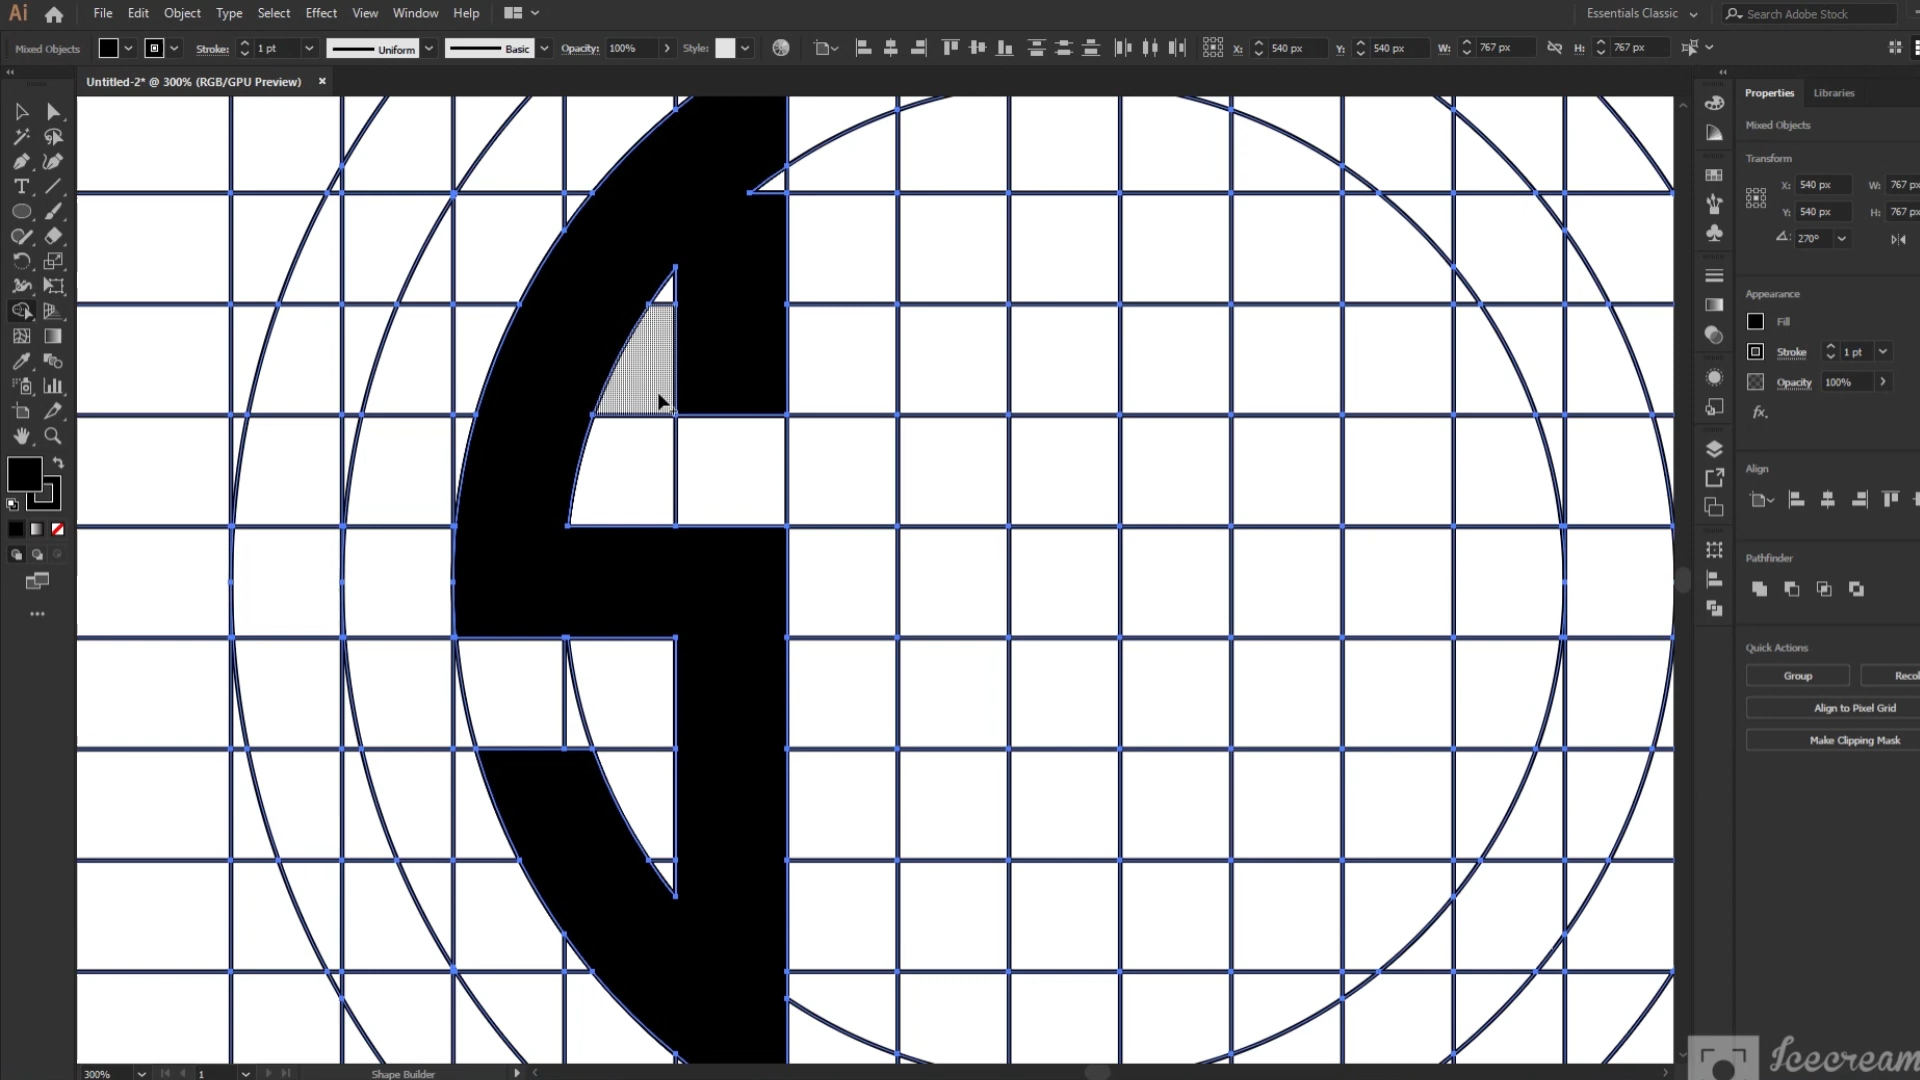 Ai File Edit Object Type Select Effect View Window Help Essentials Classic Search Adobe Stock
Mixed Objects Stroke: 1 pt Uniform Basic Opacity: 100% Style: X: 540 px Y: 540 px W: 767 px H: 767 px
Untitled-2* @ 300% (RGB/GPU Preview)
Properties Libraries
Mixed Objects
Transform
X: 540 px W: 767 px
Y: 540 px H: 767 px
270°
Appearance
Fill
Stroke 1 pt
Opacity 100%
fx.
Align
Pathfinder
Quick Actions
Group Recol
Align to Pixel Grid
Make Clipping Mask
300% 1 Shape Builder
Icecream